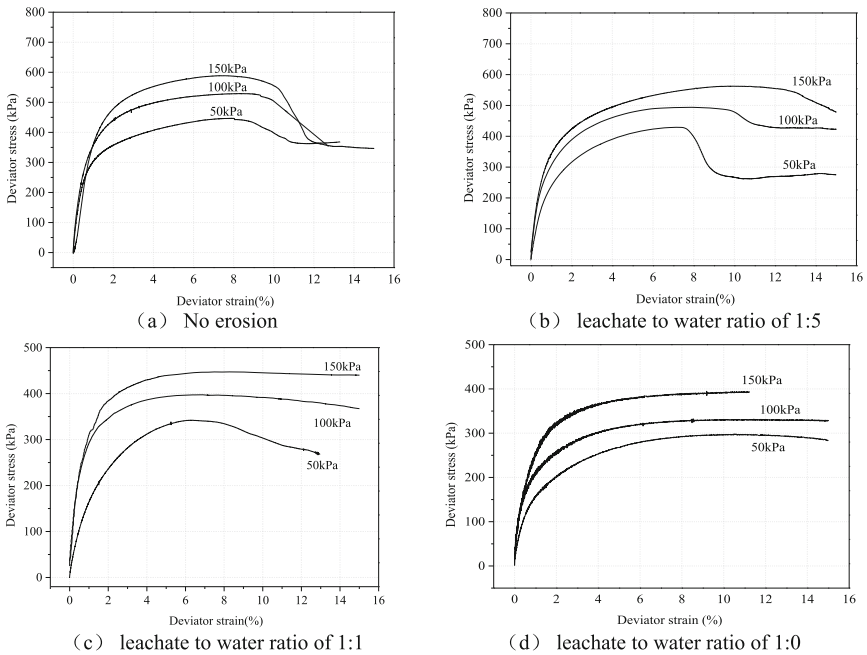 800
700
600
500
400
300
200
100
0
Deviator stress (kPa)
150kPa
100kPa
50kPa
0 2 4 6 8 10 12 14 16
Deviator strain(%)
(a) No erosion
800
700
600
500
400
300
200
100
0
Deviator stress (kPa)
150kPa
100kPa
50kPa
0 2 4 6 8 10 12 14 16
Deviator strain(%)
(b) leachate to water ratio of 1:5
500
400
300
200
100
0
Deviator stress (kPa)
150kPa
100kPa
50kPa
0 2 4 6 8 10 12 14 16
Deviator strain (%)
(c) leachate to water ratio of 1:1
500
400
300
200
100
0
Deviator stress (kPa)
150kPa
100kPa
50kPa
0 2 4 6 8 10 12 14 16
Deviator strain (%)
(d) leachate to water ratio of 1:0